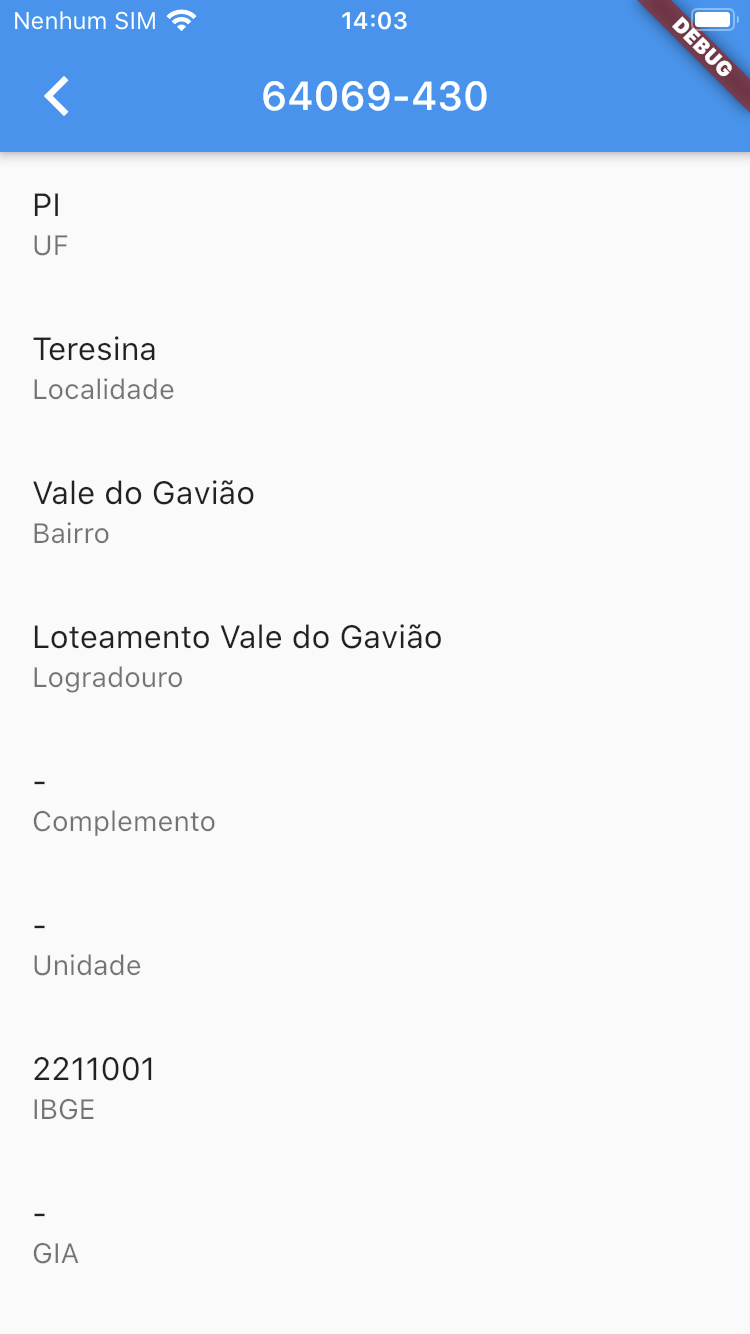 Nenhum SIM 14:03
DEBUG
64069-430
PI
UF
Teresina
Localidade
Vale do Gavião
Bairro
Loteamento Vale do Gavião
Logradouro
-
Complemento
-
Unidade
2211001
IBGE
-
GIA